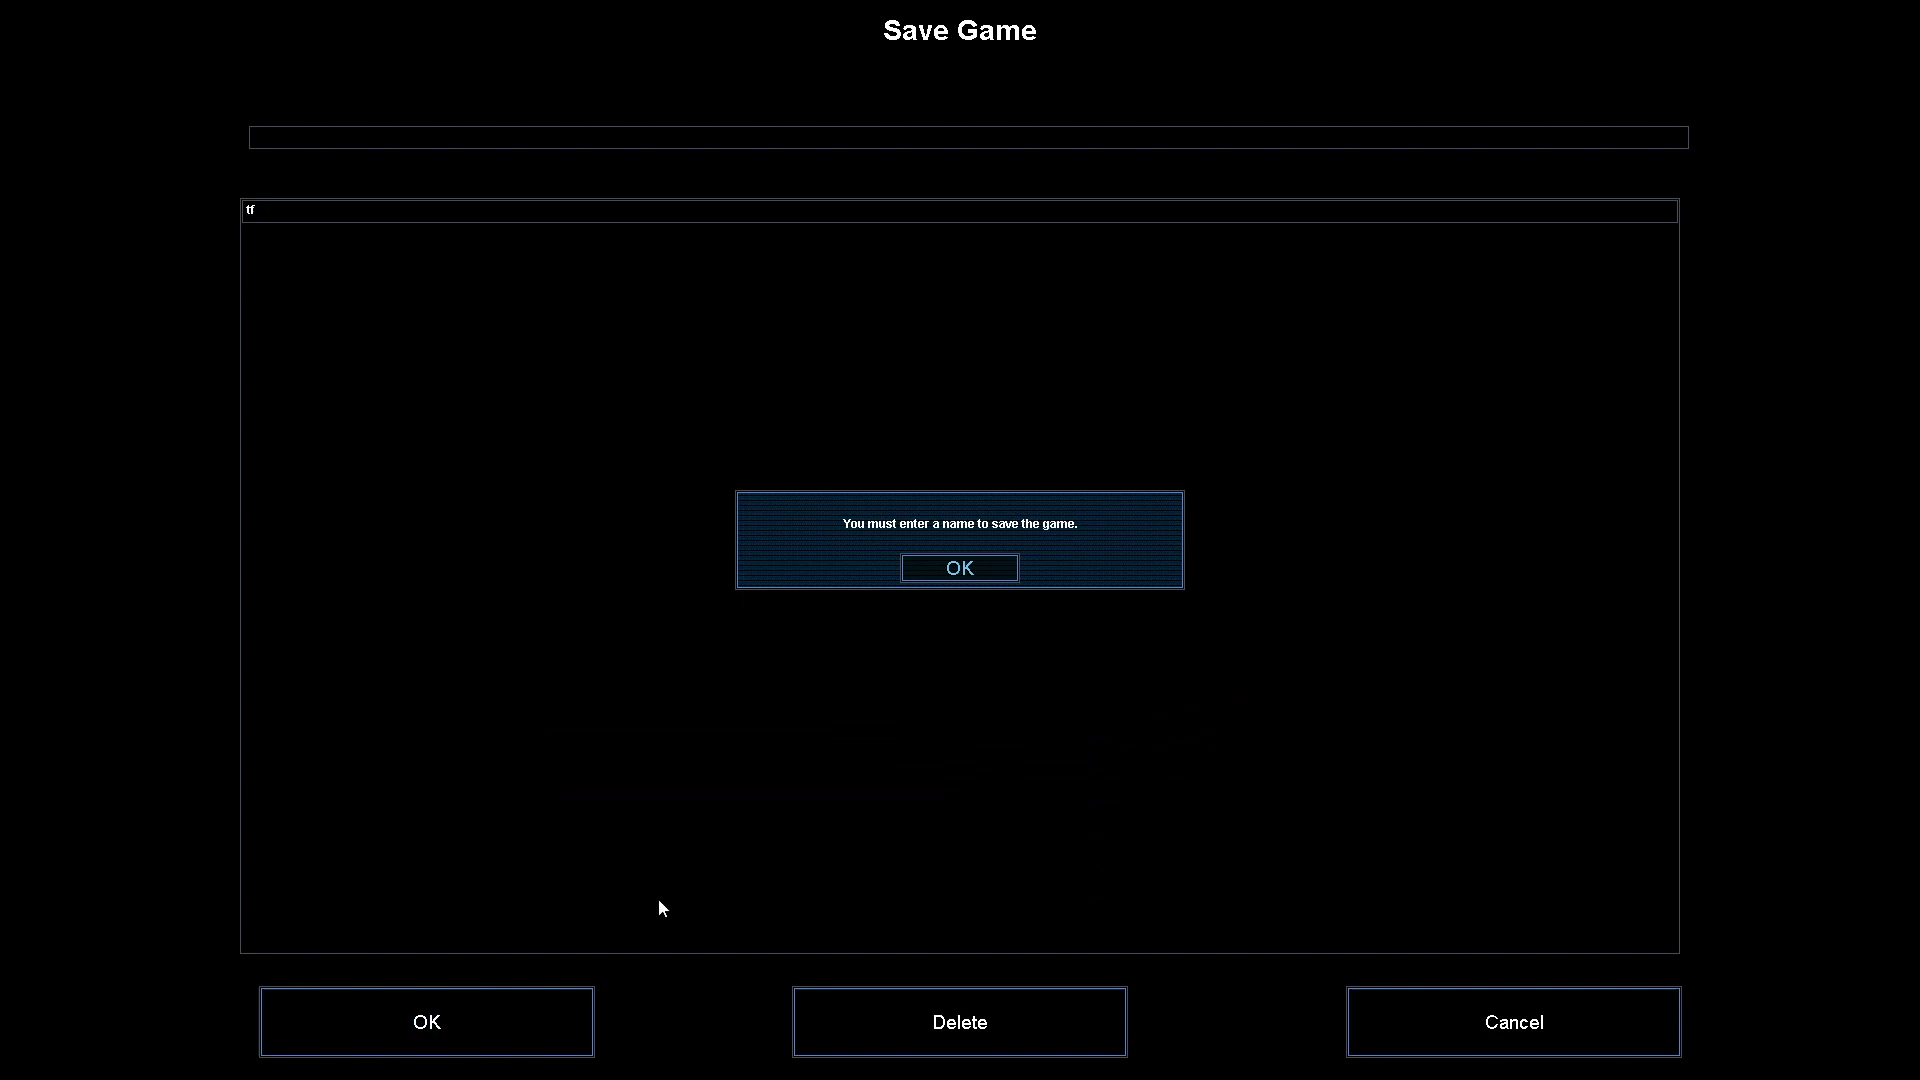 Save Game
tf
You must enter a name to save the game.
OK
OK
Delete
Cancel